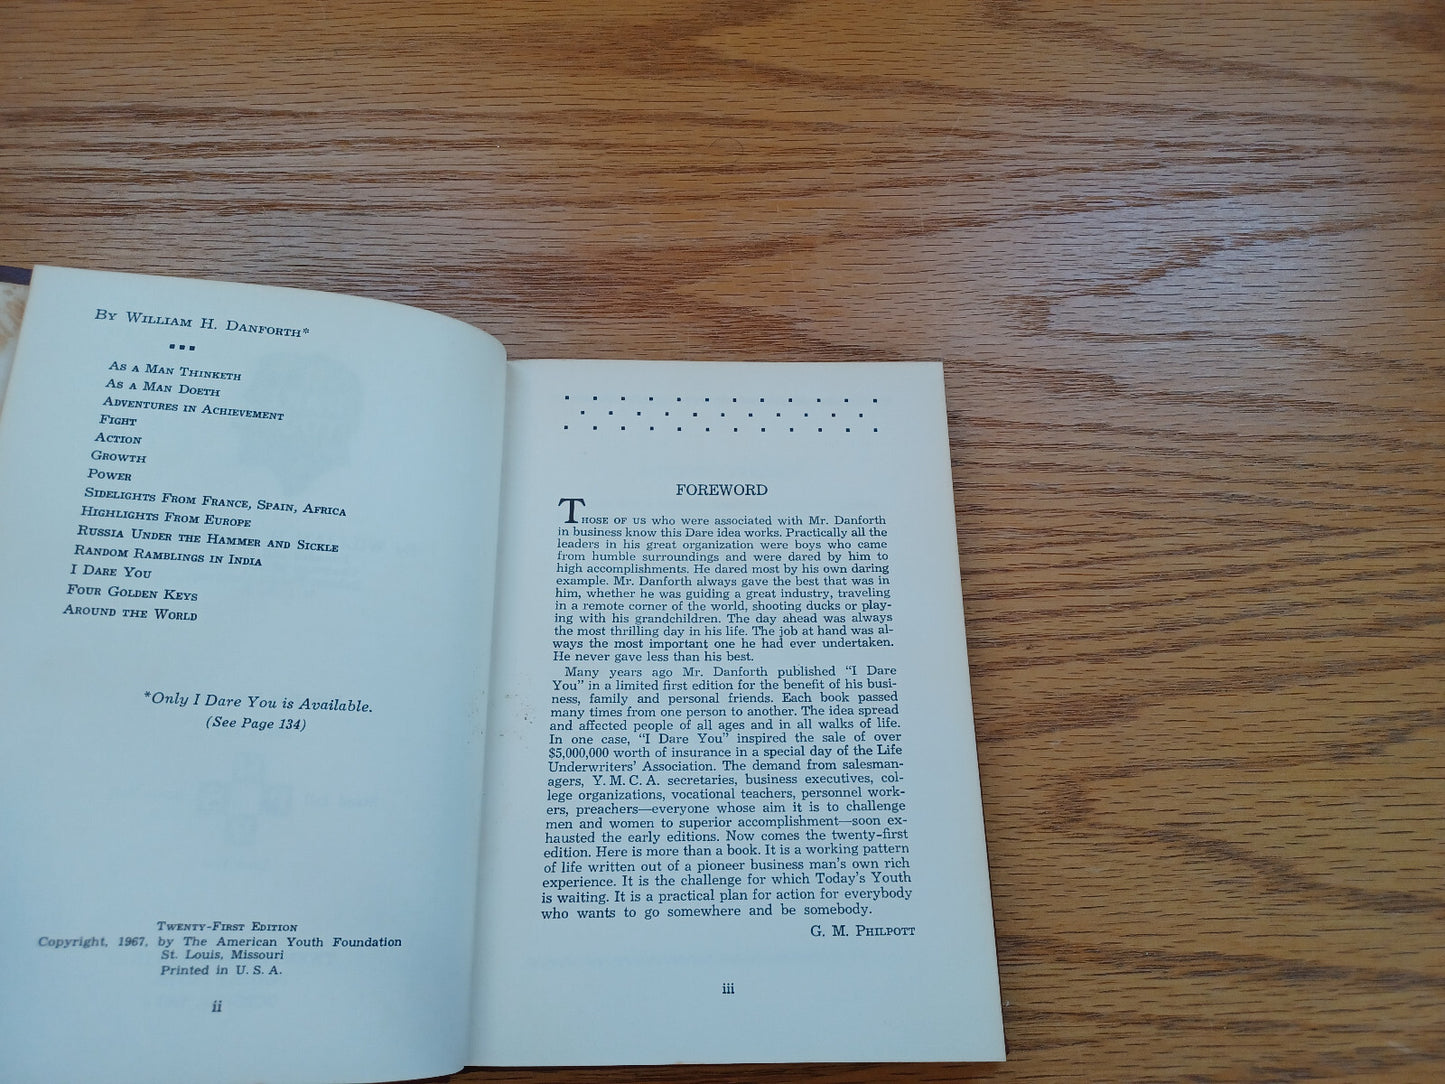 By William H. Danforth*
As a Man Thinketh
As a Man Doeth
Adventures in Achievement
Fight
Action
Growth
Power
Sidelights From France, Spain, Africa
Highlights From Europe
Russia Under the Hammer and Sickle
Random Ramblings in India
I Dare You
Four Golden Keys
Around the World
*Only I Dare You is Available.
(See Page 134)
Twenty-First Edition
Copyright, 1967, by The American Youth Foundation
St. Louis, Missouri
Printed in U. S. A.
ii
FOREWORD
Those of us who were associated with Mr. Danforth
in business know this Dare idea works. Practically all the
leaders in his great organization were boys who came
from humble surroundings and were dared by him to
high accomplishments. He dared most by his own daring
example. Mr. Danforth always gave the best that was in
him, whether he was guiding a great industry, traveling
in a remote corner of the world, shooting ducks or play-
ing with his grandchildren. The day ahead was always
the most thrilling day in his life. The job at hand was al-
ways the most important one he had ever undertaken.
He never gave less than his best.
Many years ago Mr. Danforth published "I Dare
You" in a limited first edition for the benefit of his busi-
ness, family and personal friends. Each book passed
many times from one person to another. The idea spread
and affected people of all ages and in all walks of life.
In one case, "I Dare You" inspired the sale of over
$5,000,000 worth of insurance in a special day of the Life
Underwriters' Association. The demand from salesman-
agers, Y. M. C. A. secretaries, business executives, col-
lege organizations, vocational teachers, personnel work-
ers, preachers—everyone whose aim it is to challenge
men and women to superior accomplishment—soon ex-
hausted the early editions. Now comes the twenty-first
edition. Here is more than a book. It is a working pattern
of life written out of a pioneer business man's own rich
experience. It is the challenge for which Today's Youth
is waiting. It is a practical plan for action for everybody
who wants to go somewhere and be somebody.
G. M. Philpott
iii